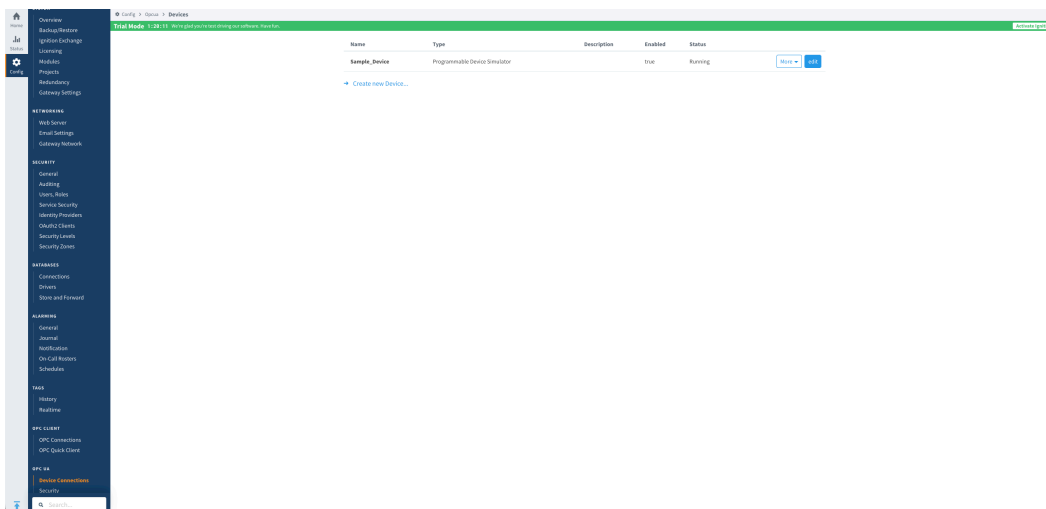 Home
Status
Config
Overview
Backup/Restore
Ignition Exchange
Licensing
Modules
Projects
Redundancy
Gateway Settings
NETWORKING
Web Server
Email Settings
Gateway Network
SECURITY
General
Auditing
Users, Roles
Service Security
Identity Providers
OAuth2 Clients
Security Levels
Security Zones
DATABASES
Connections
Drivers
Store and Forward
ALARMING
General
Journal
Notification
On-Call Rosters
Schedules
TAGS
History
Realtime
OPC CLIENT
OPC Connections
OPC Quick Client
OPC UA
Device Connections
Security
Search...
Config > Opcua > Devices
Trial Mode 1:20:11 We're glad you're test driving our software. Have fun.
Activate Ignit
Name Type Description Enabled Status
Sample_Device Programmable Device Simulator true Running More edit
→ Create new Device...